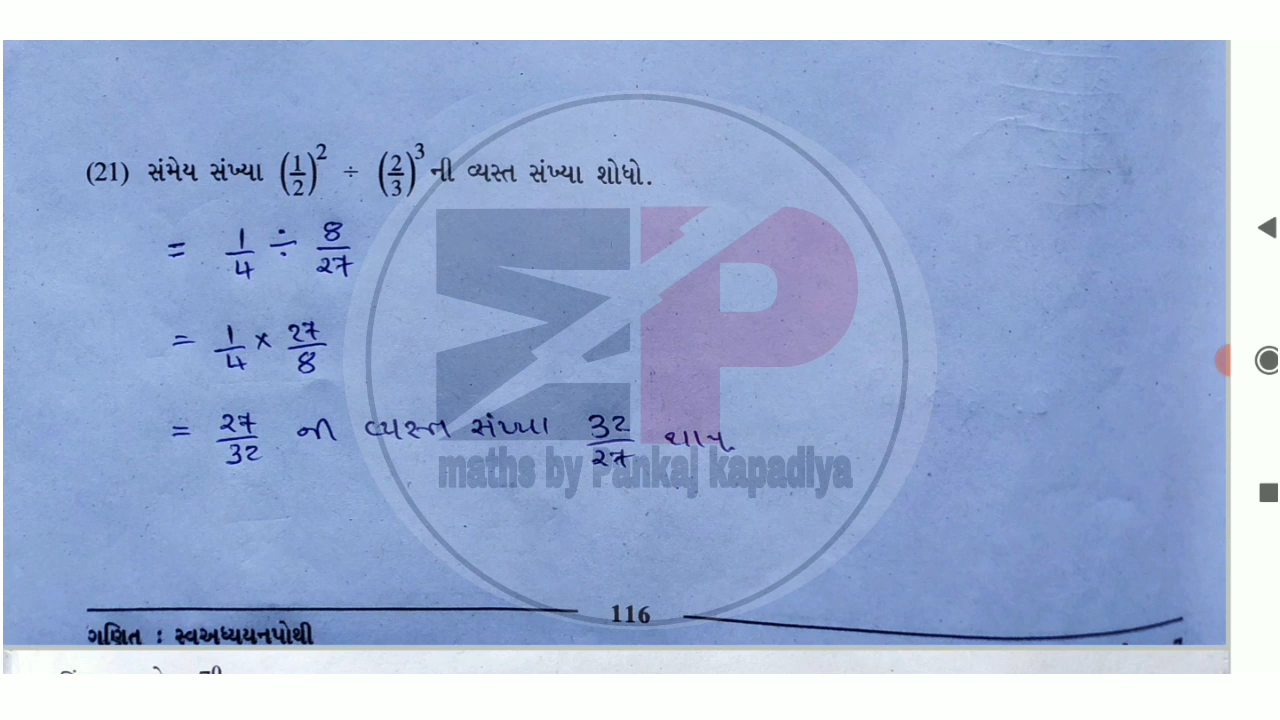 (21) સંમેય સંખ્યા (1/2)^2 ÷ (2/3)^3 ની વ્યસ્ત સંખ્યા શોધો.
= 1/4 ÷ 8/27
= 1/4 × 27/8
= 27/32 ની વ્યસ્ત સંખ્યા 32/27 થાય.
maths by Pankaj kapadiya
116
ગણિત : સ્વઅધ્યયનપોથી